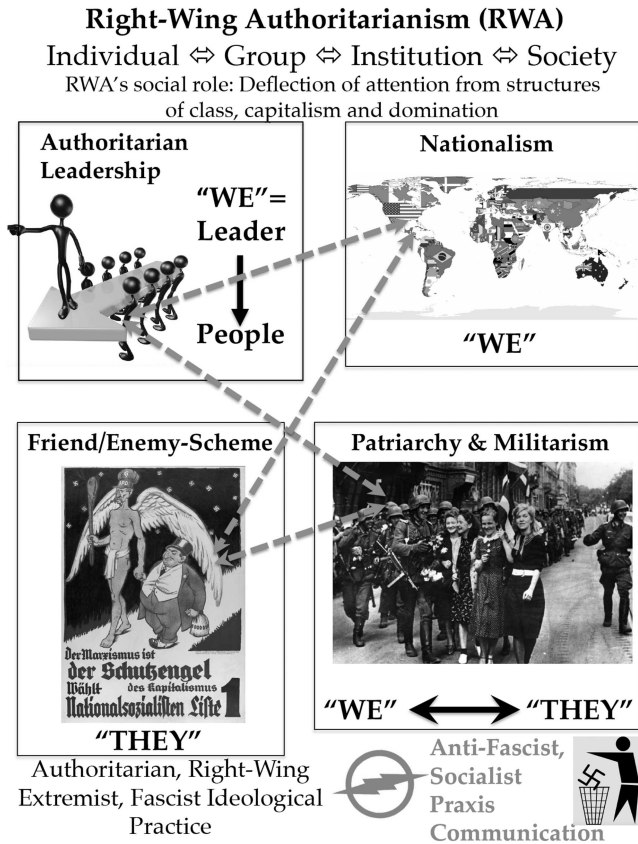 Right-Wing Authoritarianism (RWA)
Individual ⇔ Group ⇔ Institution ⇔ Society
RWA's social role: Deflection of attention from structures
of class, capitalism and domination
Authoritarian
Leadership
"WE"=
Leader
People
Nationalism
"WE"
Friend/Enemy-Scheme
SPD
Der Marxismus ist
der Schutzengel
des Kapitalismus
Wählt
Nationalsozialisten Liste 1
"THEY"
Patriarchy & Militarism
"WE" "THEY"
Authoritarian, Right-Wing
Extremist, Fascist Ideological
Practice
Anti-Fascist,
Socialist
Praxis
Communication